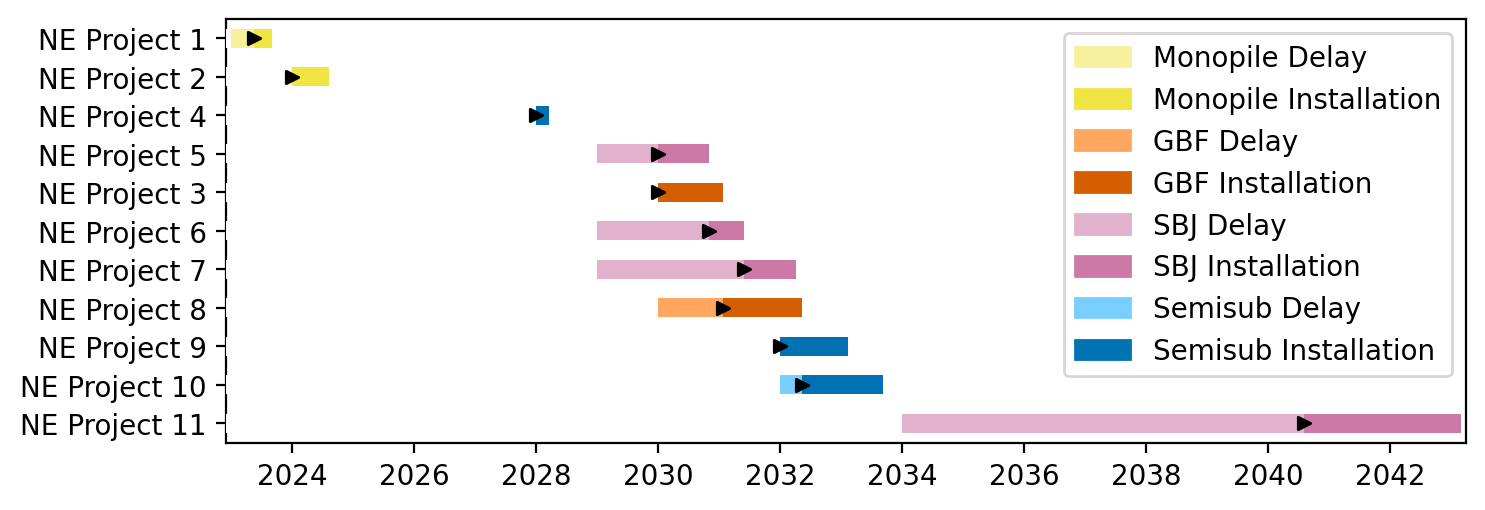 NE Project 1
NE Project 2
NE Project 4
NE Project 5
NE Project 3
NE Project 6
NE Project 7
NE Project 8
NE Project 9
NE Project 10
NE Project 11
Monopile Delay
Monopile Installation
GBF Delay
GBF Installation
SBJ Delay
SBJ Installation
Semisub Delay
Semisub Installation
2024 2026 2028 2030 2032 2034 2036 2038 2040 2042